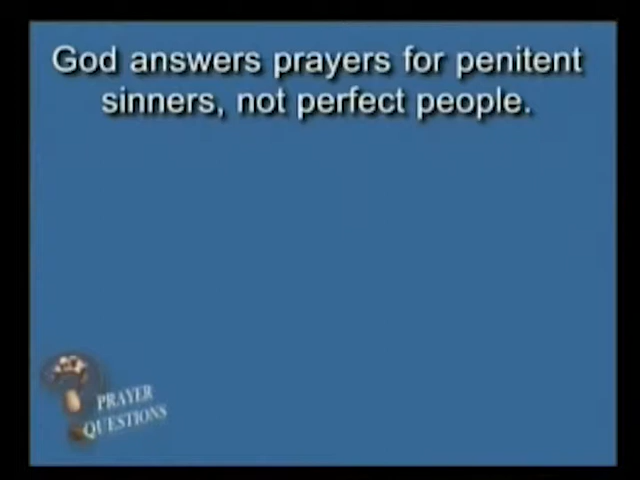 God answers prayers for penitent
sinners, not perfect people.
PRAYER
QUESTIONS